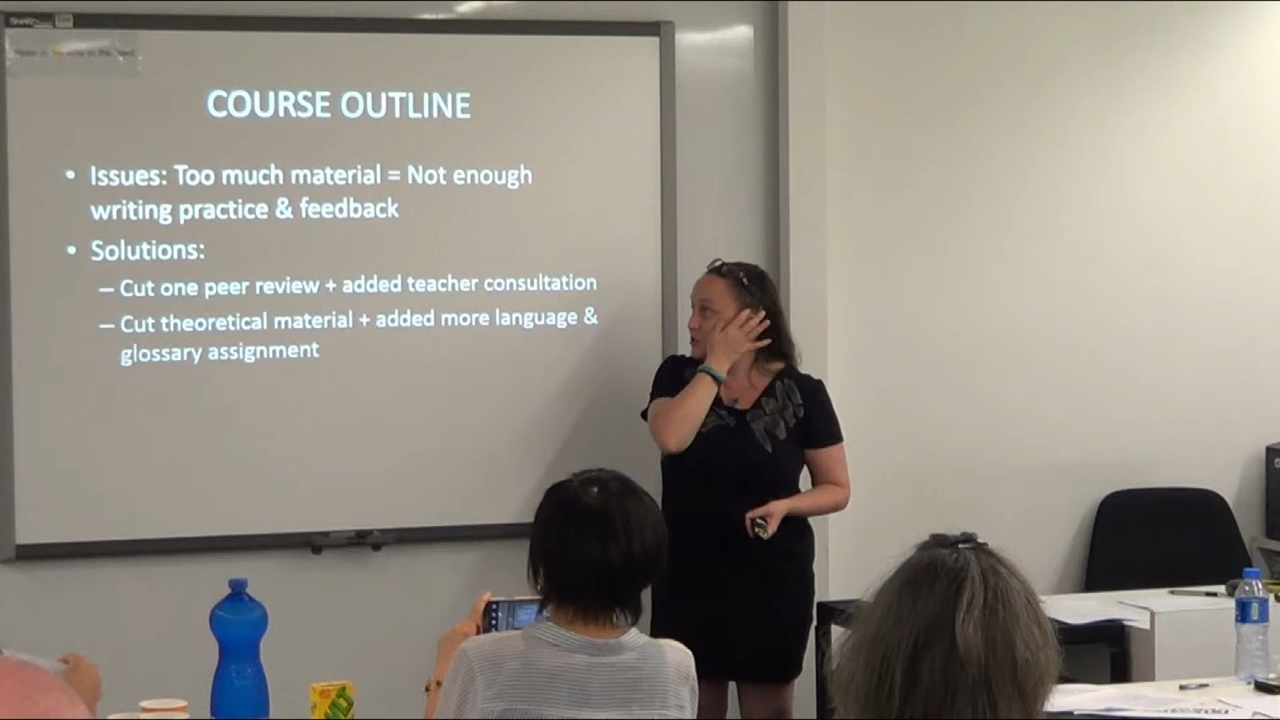 COURSE OUTLINE
• Issues: Too much material = Not enough
writing practice & feedback
• Solutions:
– Cut one peer review + added teacher consultation
– Cut theoretical material + added more language &
glossary assignment